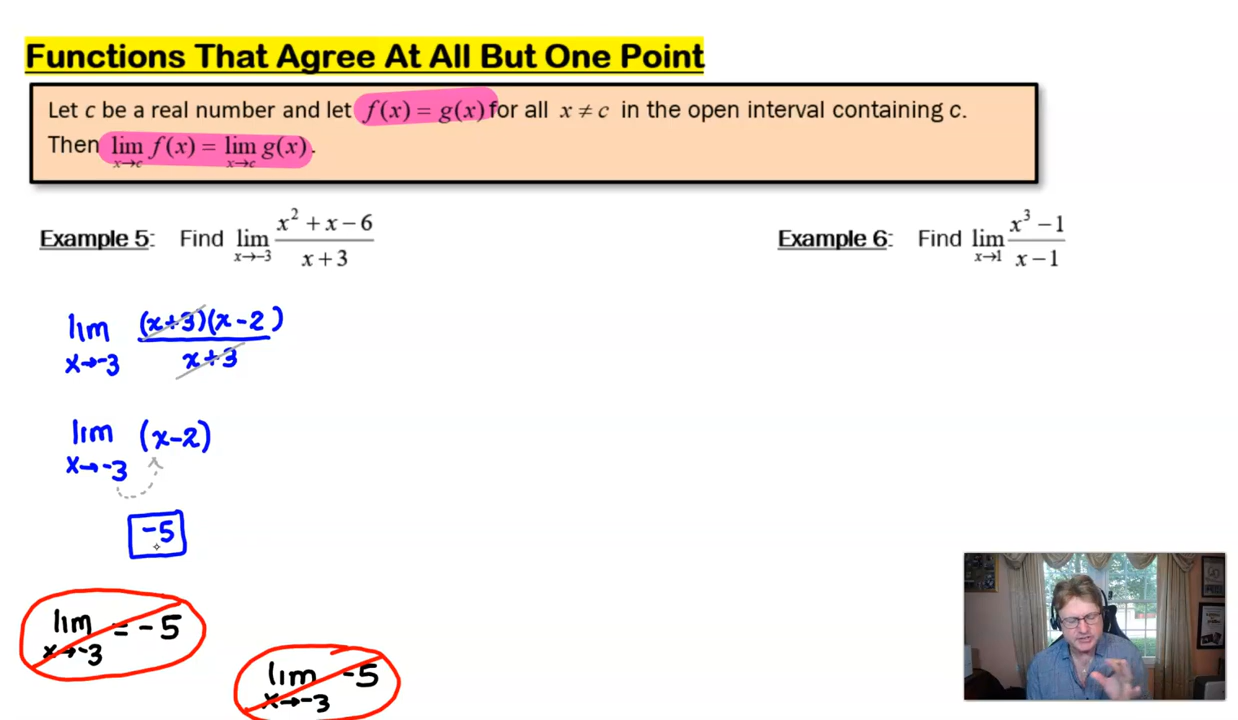 Functions That Agree At All But One Point
Let c be a real number and let f(x) = g(x) for all x ≠ c in the open interval containing c.
Then lim x→c f(x) = lim x→c g(x).
Example 5: Find lim x→-3 (x² + x − 6)/(x + 3)
lim x→-3 (x+3)(x-2)/(x+3)
lim x→-3 (x-2)
-5
lim x→-3 = -5
lim x→-3 -5
Example 6: Find lim x→1 (x³ − 1)/(x − 1)